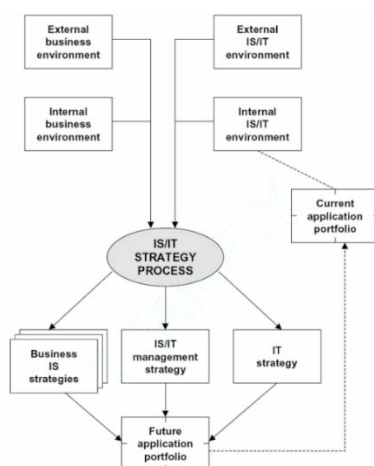 External
business
environment
External
IS/IT
environment
Internal
business
environment
Internal
IS/IT
environment
Current
application
portfolio
IS/IT
STRATEGY
PROCESS
Business
IS
strategies
IS/IT
management
strategy
IT
strategy
Future
application
portfolio